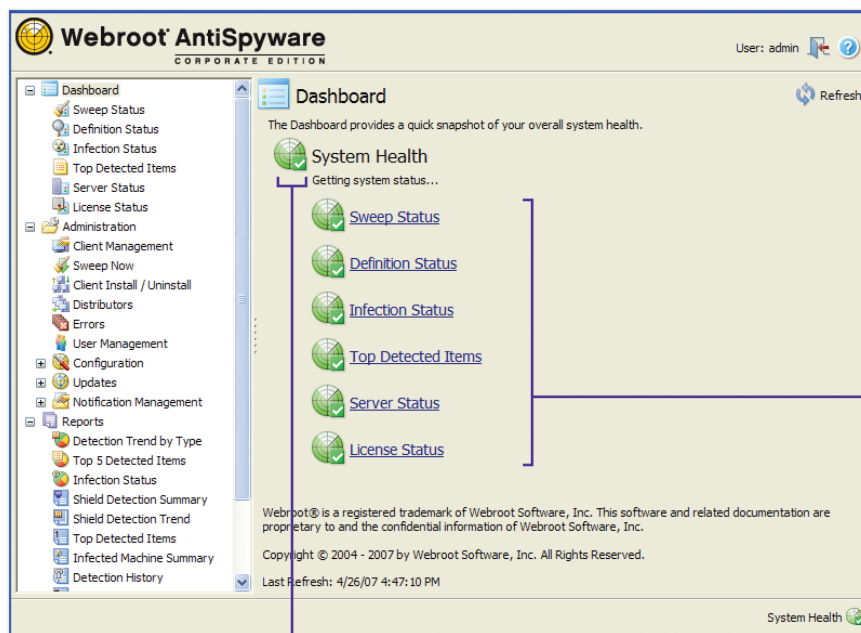 Webroot® AntiSpyware
CORPORATE EDITION
User: admin
Dashboard
Sweep Status
Definition Status
Infection Status
Top Detected Items
Server Status
License Status
Administration
Client Management
Sweep Now
Client Install / Uninstall
Distributors
Errors
User Management
Configuration
Updates
Notification Management
Reports
Detection Trend by Type
Top 5 Detected Items
Infection Status
Shield Detection Summary
Shield Detection Trend
Top Detected Items
Infected Machine Summary
Detection History
Dashboard
Refresh
The Dashboard provides a quick snapshot of your overall system health.
System Health
Getting system status...
Sweep Status
Definition Status
Infection Status
Top Detected Items
Server Status
License Status
Webroot® is a registered trademark of Webroot Software, Inc. This software and related documentation are
proprietary to and the confidential information of Webroot Software, Inc.
Copyright © 2004 - 2007 by Webroot Software, Inc. All Rights Reserved.
Last Refresh: 4/26/07 4:47:10 PM
System Health